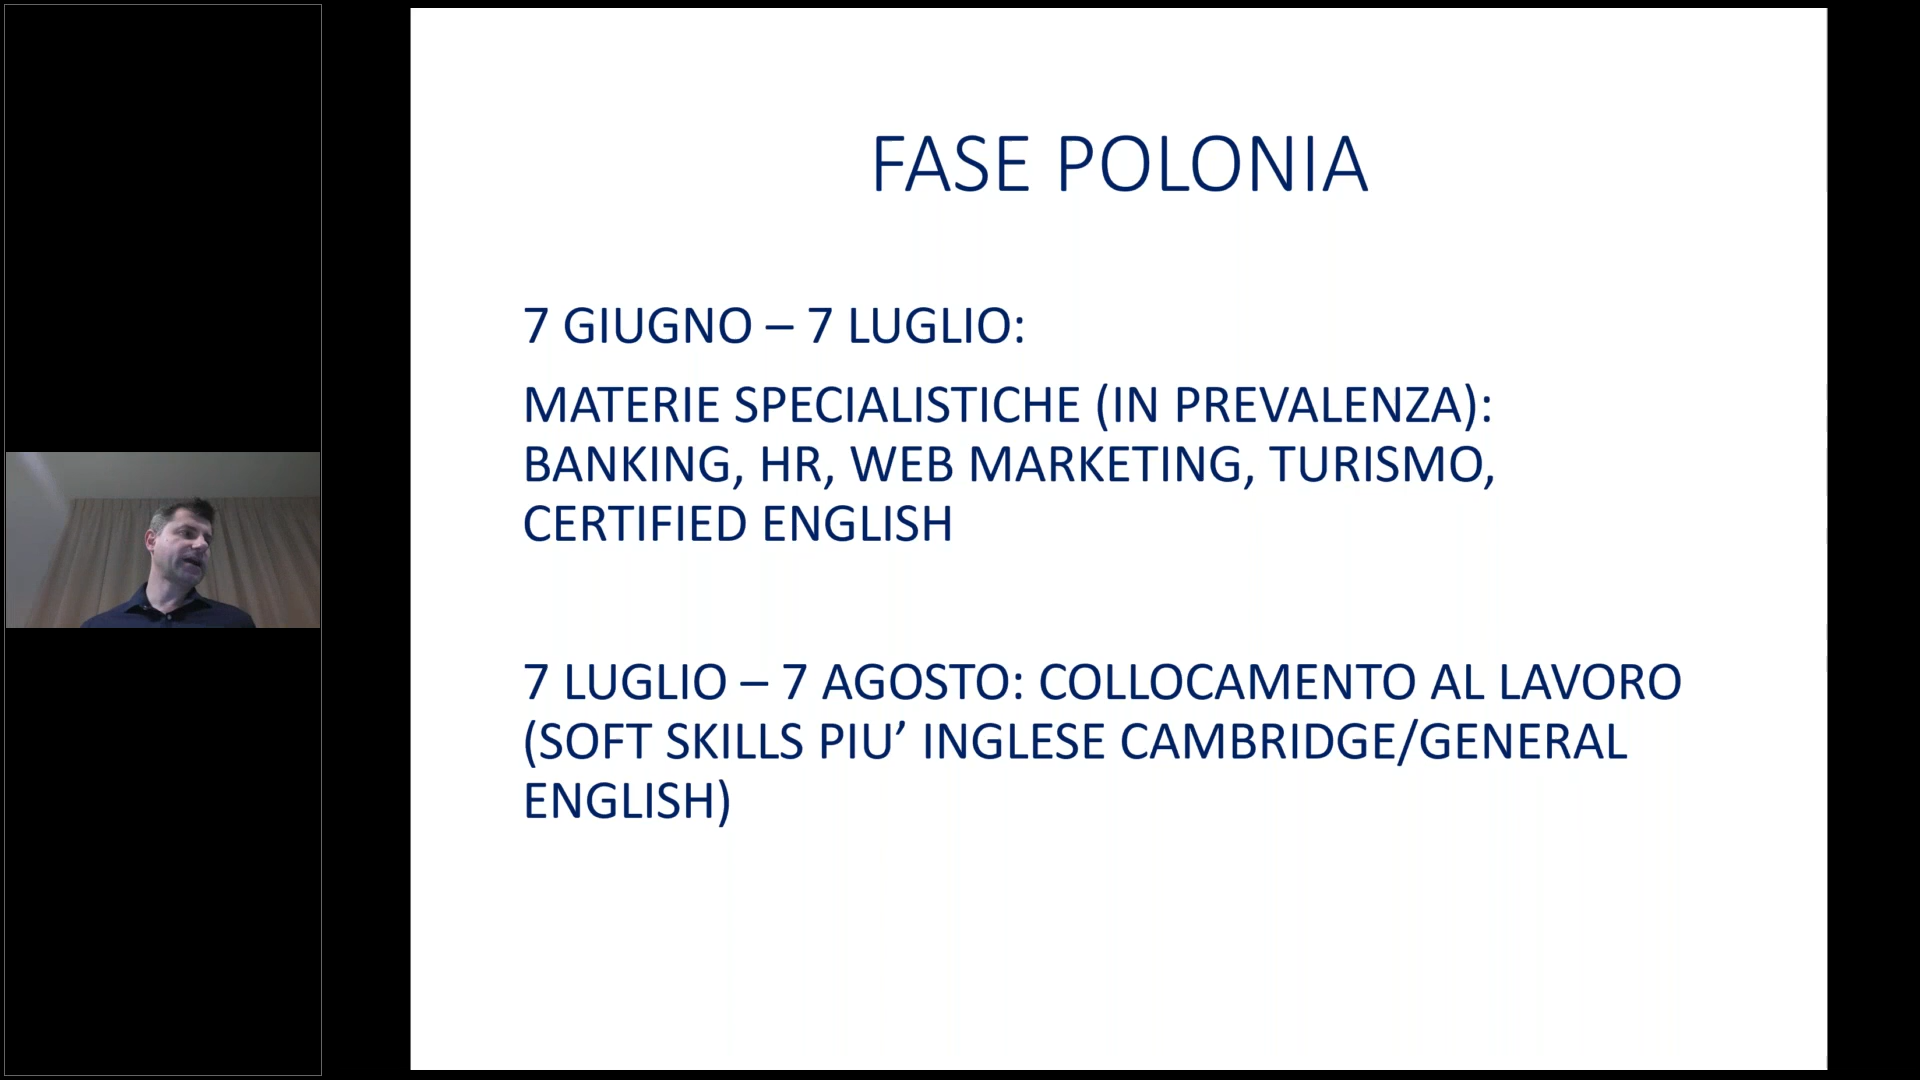 FASE POLONIA
7 GIUGNO – 7 LUGLIO:
MATERIE SPECIALISTICHE (IN PREVALENZA):
BANKING, HR, WEB MARKETING, TURISMO,
CERTIFIED ENGLISH
7 LUGLIO – 7 AGOSTO: COLLOCAMENTO AL LAVORO
(SOFT SKILLS PIU’ INGLESE CAMBRIDGE/GENERAL
ENGLISH)